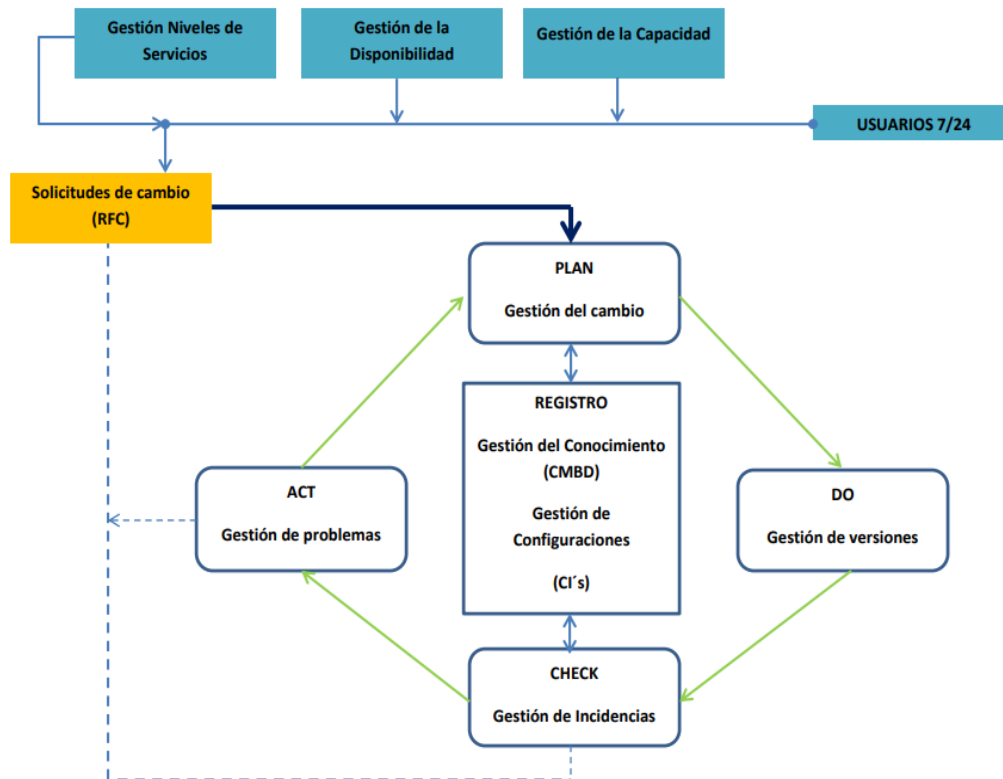 Gestión Niveles de
Servicios
Gestión de la
Disponibilidad
Gestión de la Capacidad
USUARIOS 7/24
Solicitudes de cambio
(RFC)
PLAN
Gestión del cambio
REGISTRO
Gestión del Conocimiento
(CMBD)
Gestión de
Configuraciones
(CI´s)
ACT
Gestión de problemas
DO
Gestión de versiones
CHECK
Gestión de Incidencias